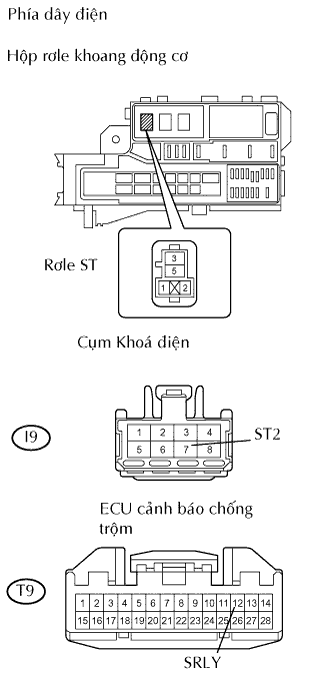 Phía dây điện
Hộp rơle khoang động cơ
3
5
1 2
Rơle ST
Cụm Khoá điện
I9
1 2 3 4
5 6 7 8
ST2
ECU cảnh báo chống
trộm
T9
1 2 3 4 5 6 7 8 9 10 11 12 13 14
15 16 17 18 19 20 21 22 23 24 25 26 27 28
SRLY